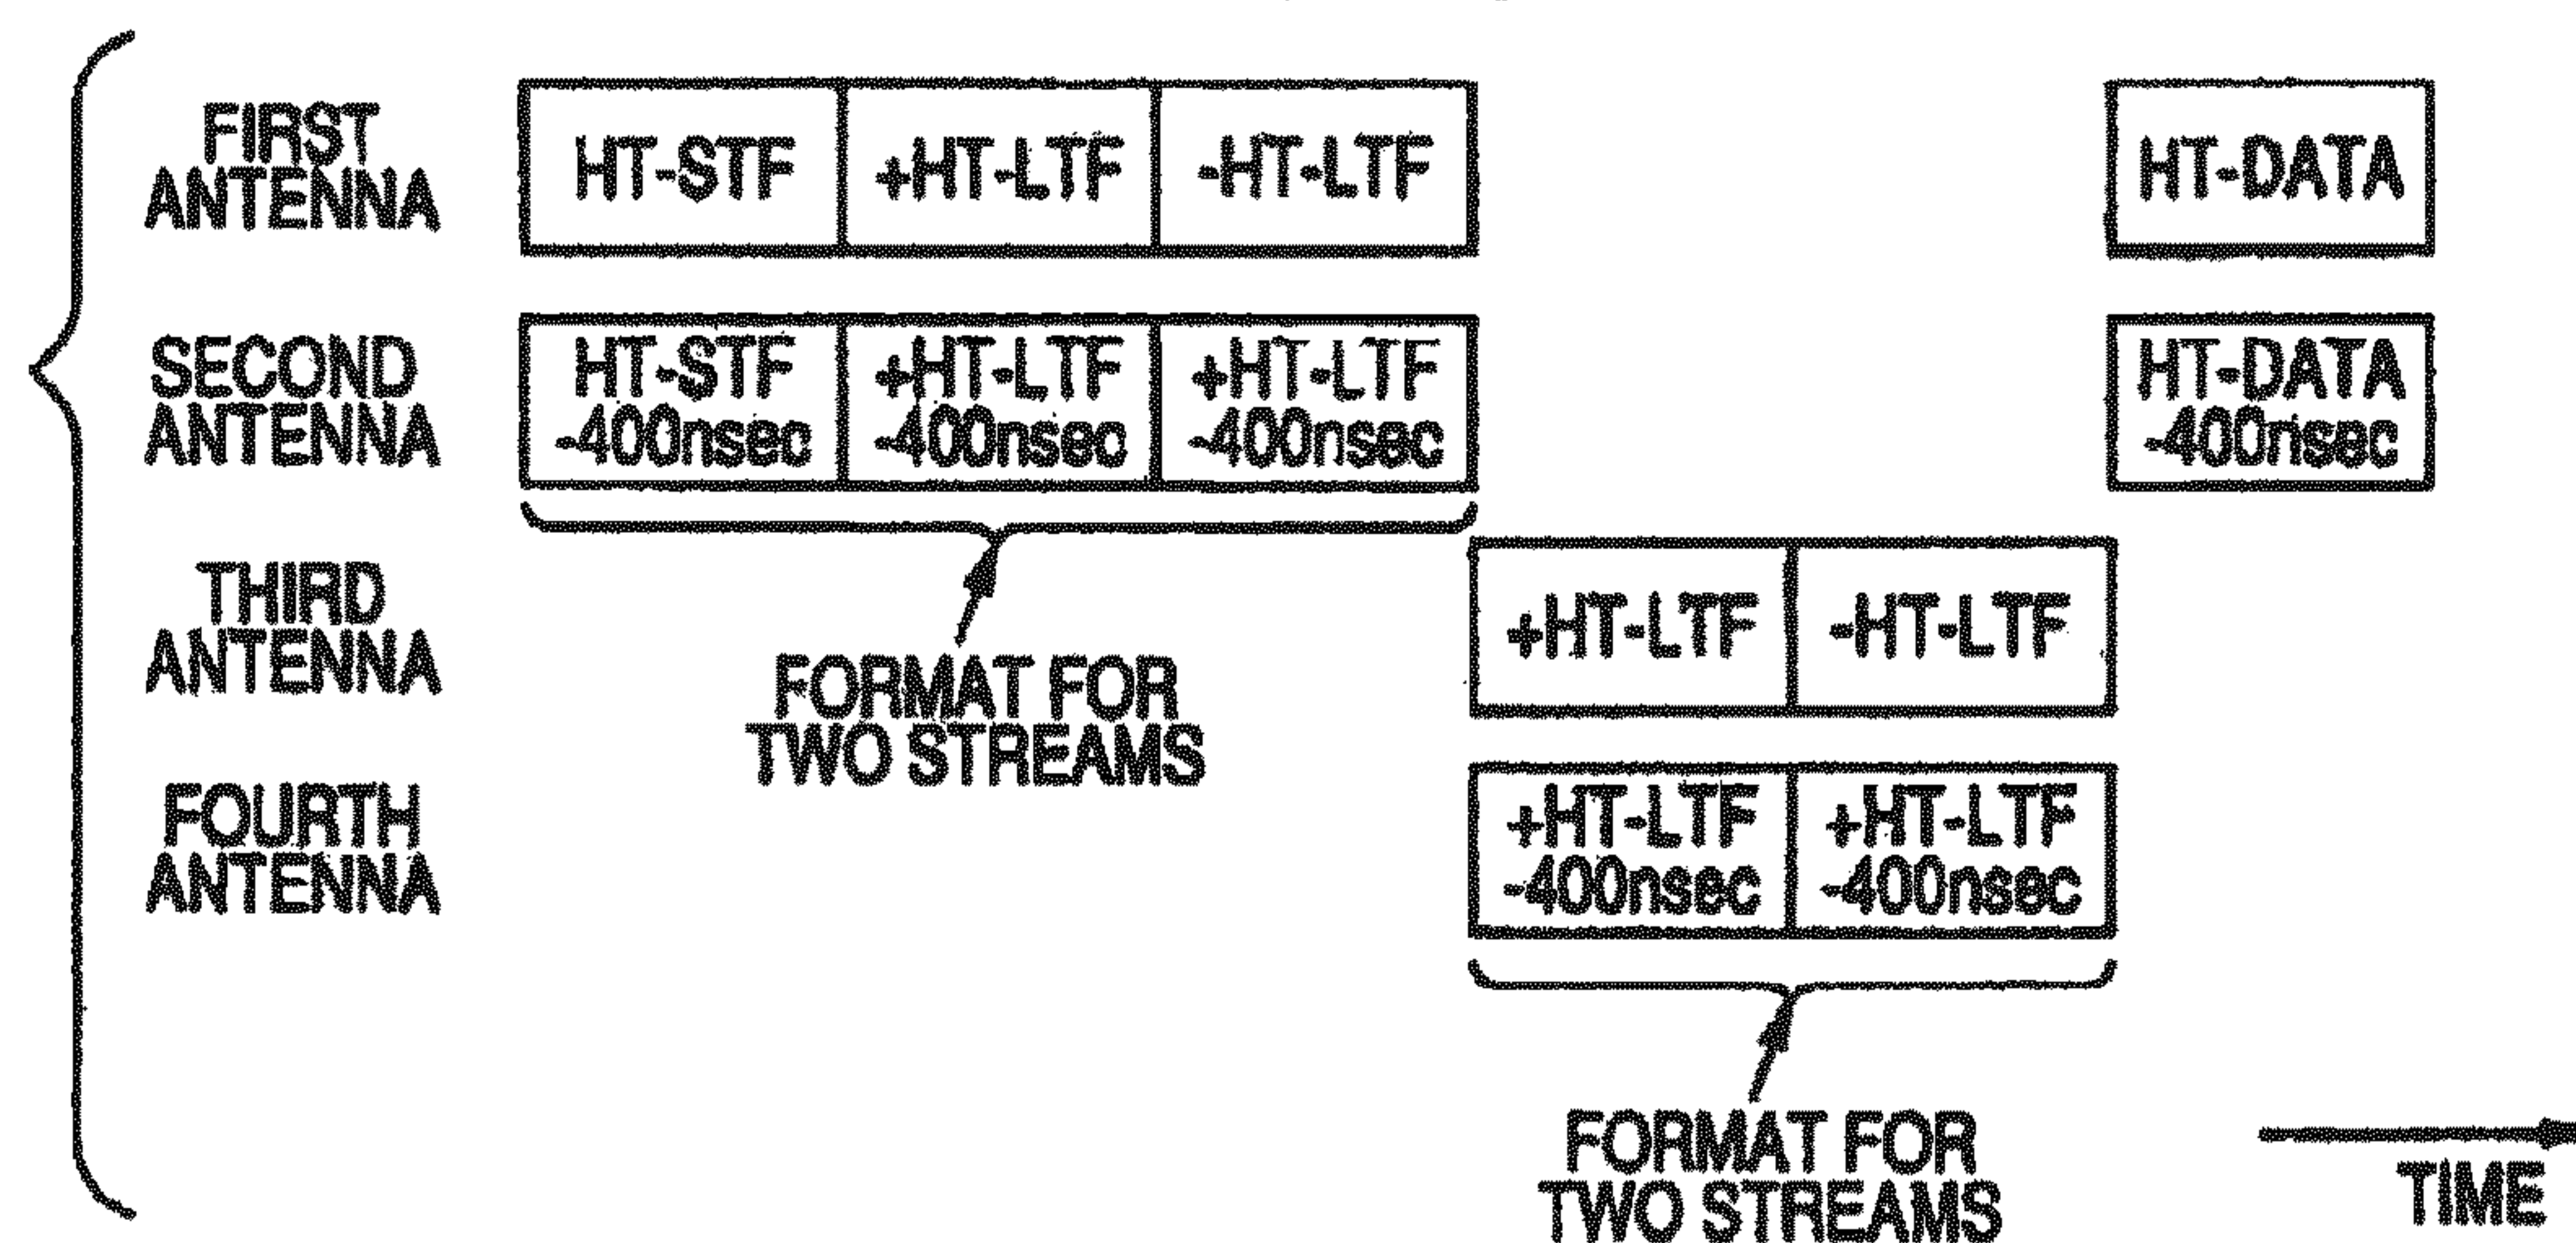 FIRST
ANTENNA
HT-STF
+HT-LTF
-HT-LTF
HT-DATA
SECOND
ANTENNA
HT-STF
-400nsec
+HT-LTF
-400nsec
+HT-LTF
-400nsec
HT-DATA
-400nsec
THIRD
ANTENNA
+HT-LTF
-HT-LTF
FORMAT FOR
TWO STREAMS
FOURTH
ANTENNA
+HT-LTF
-400nsec
+HT-LTF
-400nsec
FORMAT FOR
TWO STREAMS
TIME